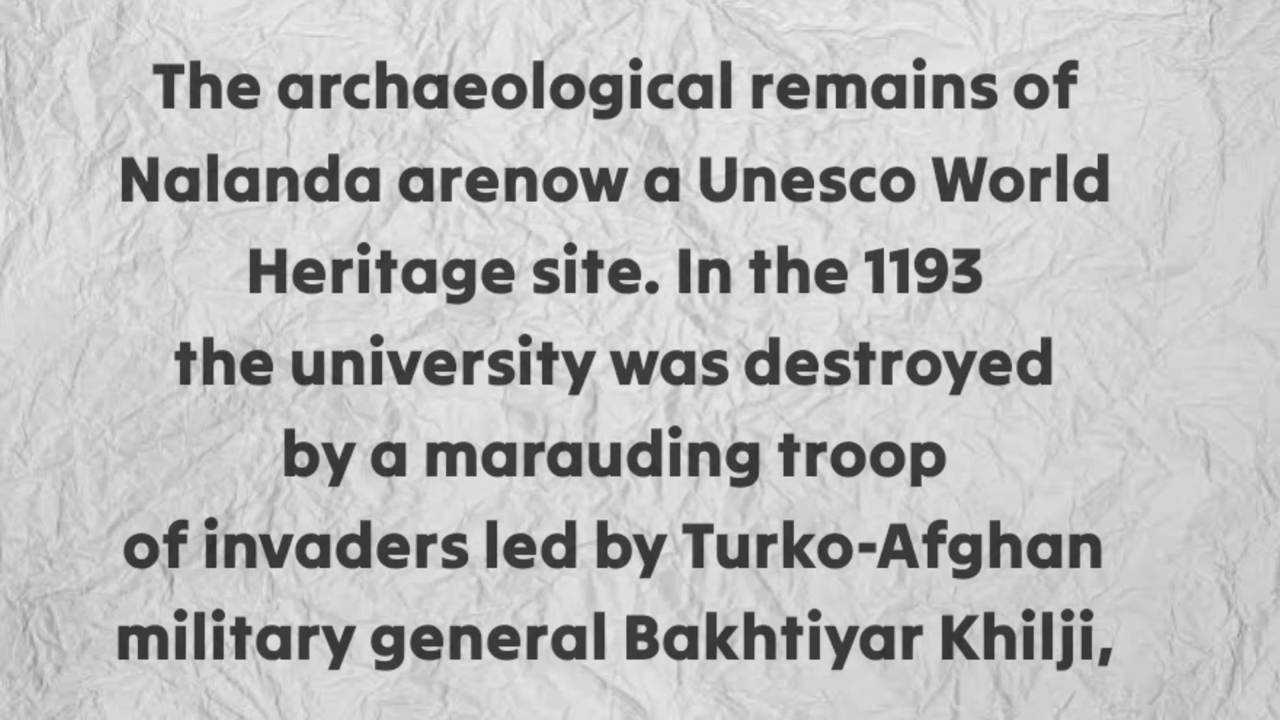 The archaeological remains of
Nalanda arenow a Unesco World
Heritage site. In the 1193
the university was destroyed
by a marauding troop
of invaders led by Turko-Afghan
military general Bakhtiyar Khilji,